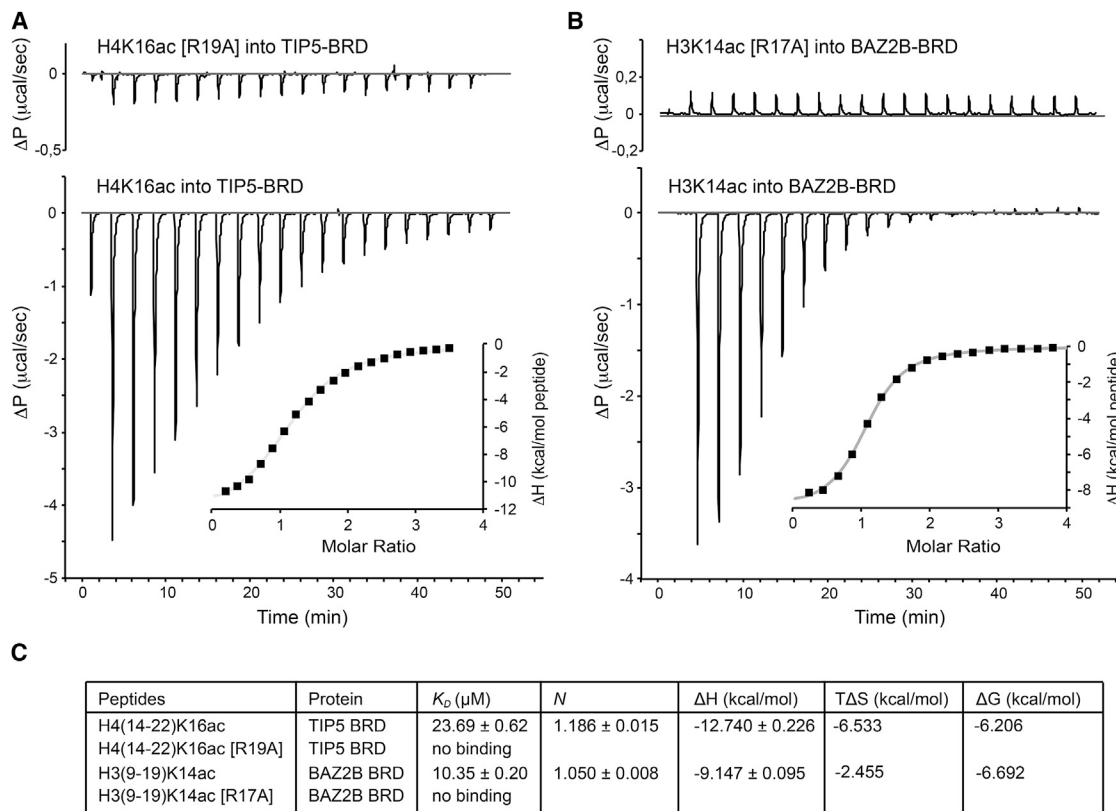 A
H4K16ac [R19A] into TIP5-BRD
0
-0,5
ΔP (µcal/sec)
H4K16ac into TIP5-BRD
0
-1
-2
-3
-4
-5
ΔP (µcal/sec)
0
-2
-4
-6
-8
-10
-12
ΔH (kcal/mol peptide)
0 1 2 3 4
Molar Ratio
0 10 20 30 40 50
Time (min)
B
H3K14ac [R17A] into BAZ2B-BRD
0,2
0
-0,2
ΔP (µcal/sec)
H3K14ac into BAZ2B-BRD
0
-1
-2
-3
-4
ΔP (µcal/sec)
0
-2
-4
-6
-8
ΔH (kcal/mol peptide)
0 1 2 3 4
Molar Ratio
0 10 20 30 40 50
Time (min)
C
Peptides Protein K_D (µM) N ΔH (kcal/mol) TΔS (kcal/mol) ΔG (kcal/mol)
H4(14-22)K16ac TIP5 BRD 23.69 ± 0.62 1.186 ± 0.015 -12.740 ± 0.226 -6.533 -6.206
H4(14-22)K16ac [R19A] TIP5 BRD no binding
H3(9-19)K14ac BAZ2B BRD 10.35 ± 0.20 1.050 ± 0.008 -9.147 ± 0.095 -2.455 -6.692
H3(9-19)K14ac [R17A] BAZ2B BRD no binding